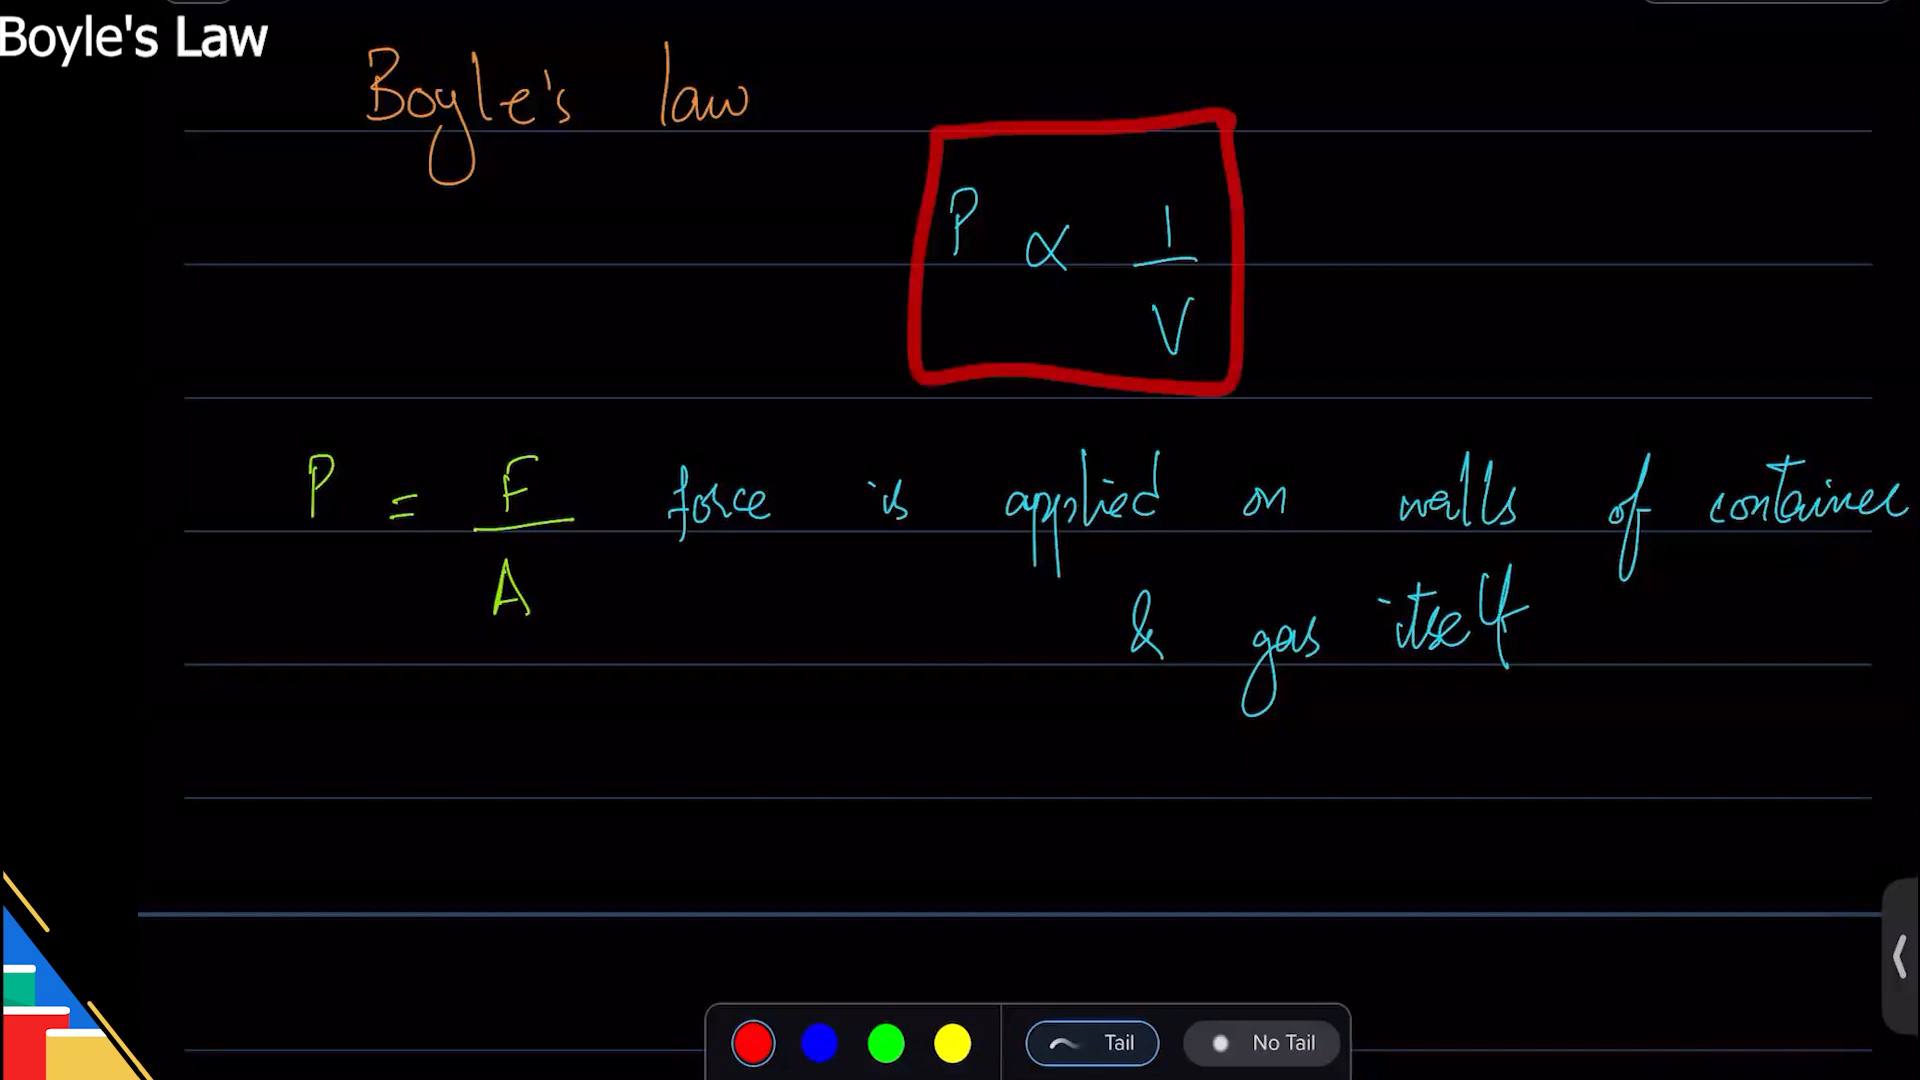 Boyle's Law
Boyle's law
P ∝ 1/V
P = F/A force is applied on walls of container
& gas itself
Tail No Tail